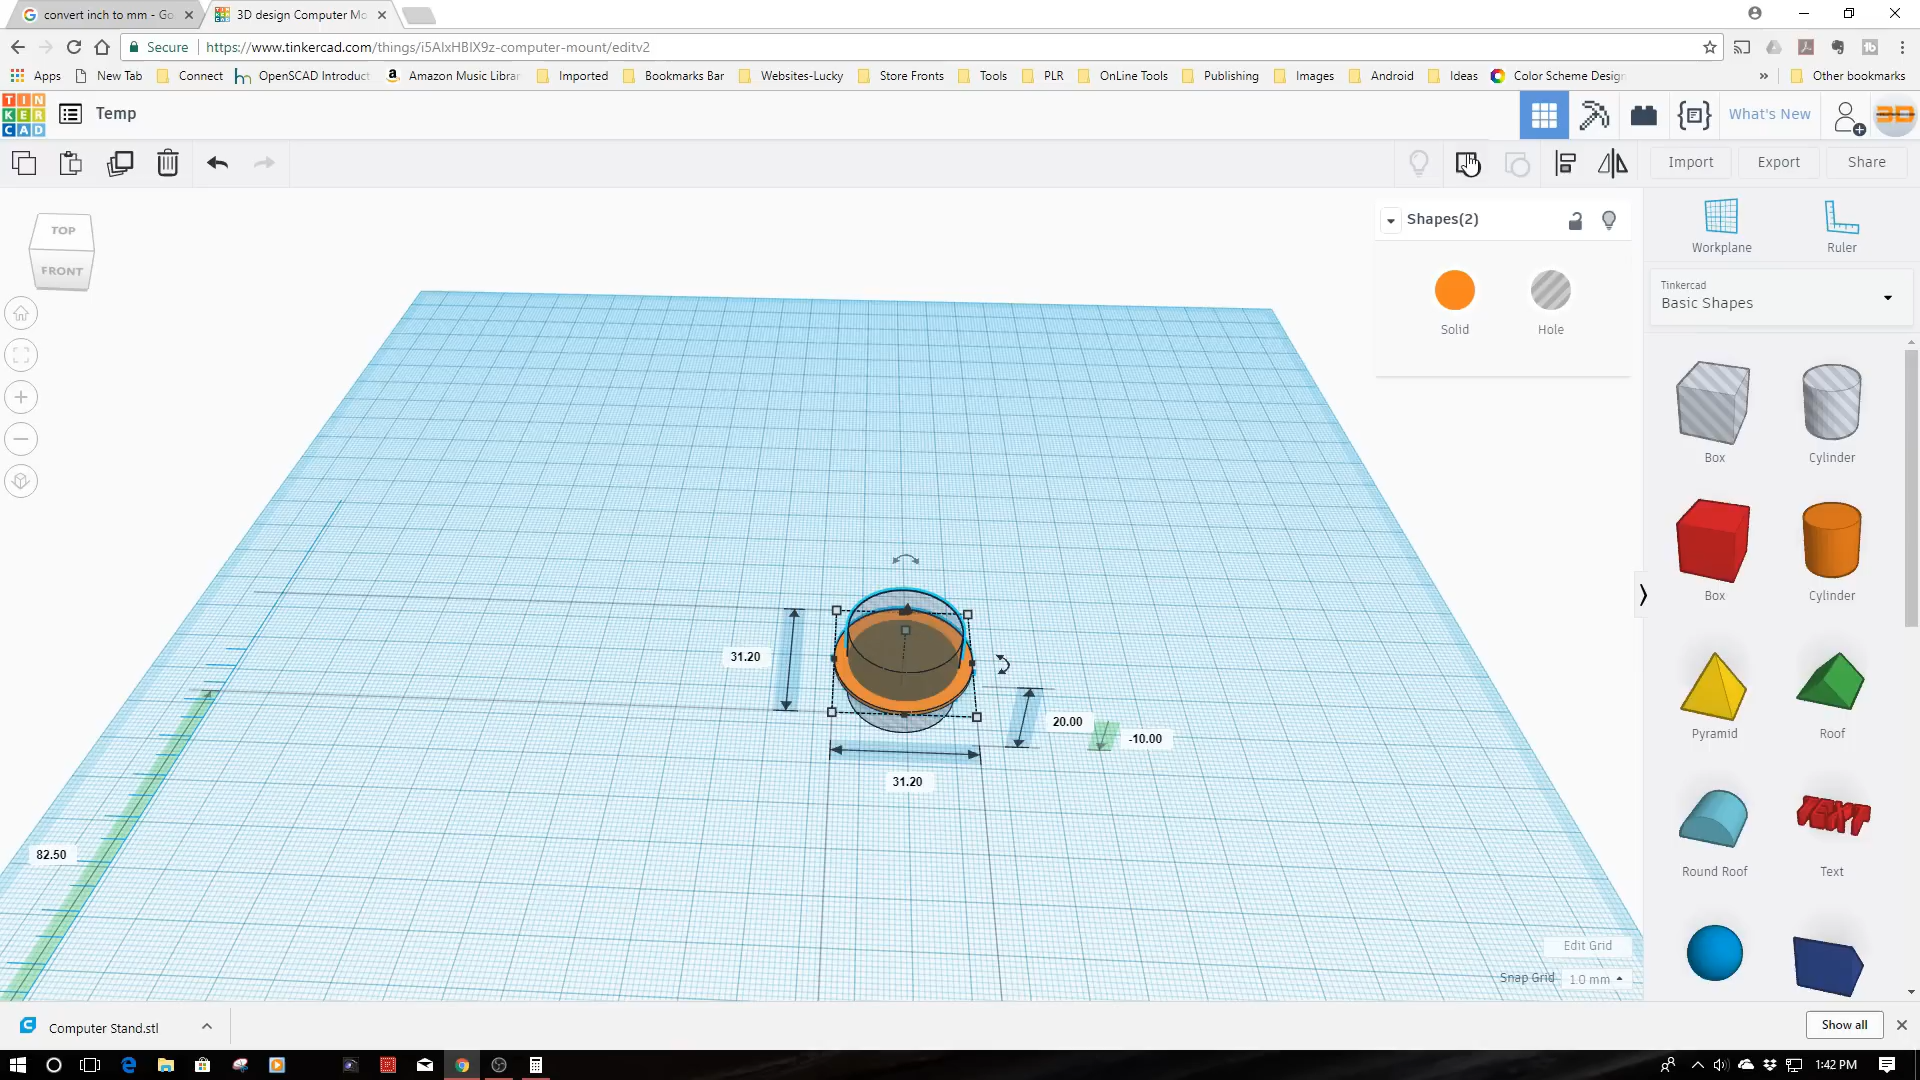 convert inch to mm - Go
3D design Computer Mo
Secure | https://www.tinkercad.com/things/i5AlxHBlX9z-computer-mount/editv2
Apps New Tab Connect OpenSCAD Introduct Amazon Music Librar Imported Bookmarks Bar Websites-Lucky Store Fronts Tools PLR OnLine Tools Publishing Images Android Ideas Color Scheme Design » Other bookmarks
TIN
KER
CAD
Temp
What's New
3D
Import Export Share
TOP
FRONT
Shapes(2)
Solid Hole
Workplane Ruler
Tinkercad
Basic Shapes
Box Cylinder
Box Cylinder
Pyramid Roof
TEXT
Round Roof Text
31.20
20.00
-10.00
31.20
82.50
Edit Grid
Snap Grid 1.0 mm
Computer Stand.stl
Show all
1:42 PM